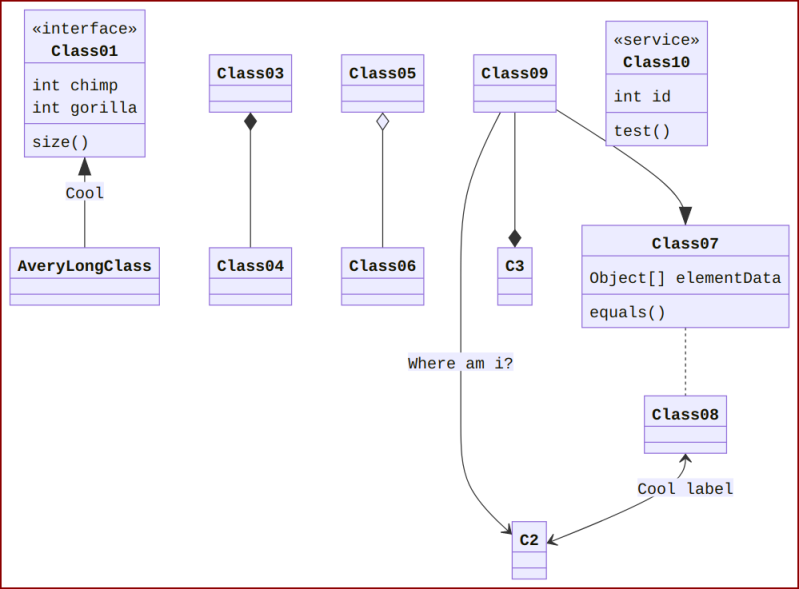 «interface»
Class01
int chimp
int gorilla
size()
Cool
AveryLongClass
Class03
Class04
Class05
Class06
Class09
C3
Where am i?
«service»
Class10
int id
test()
Class07
Object[] elementData
equals()
Class08
Cool label
C2